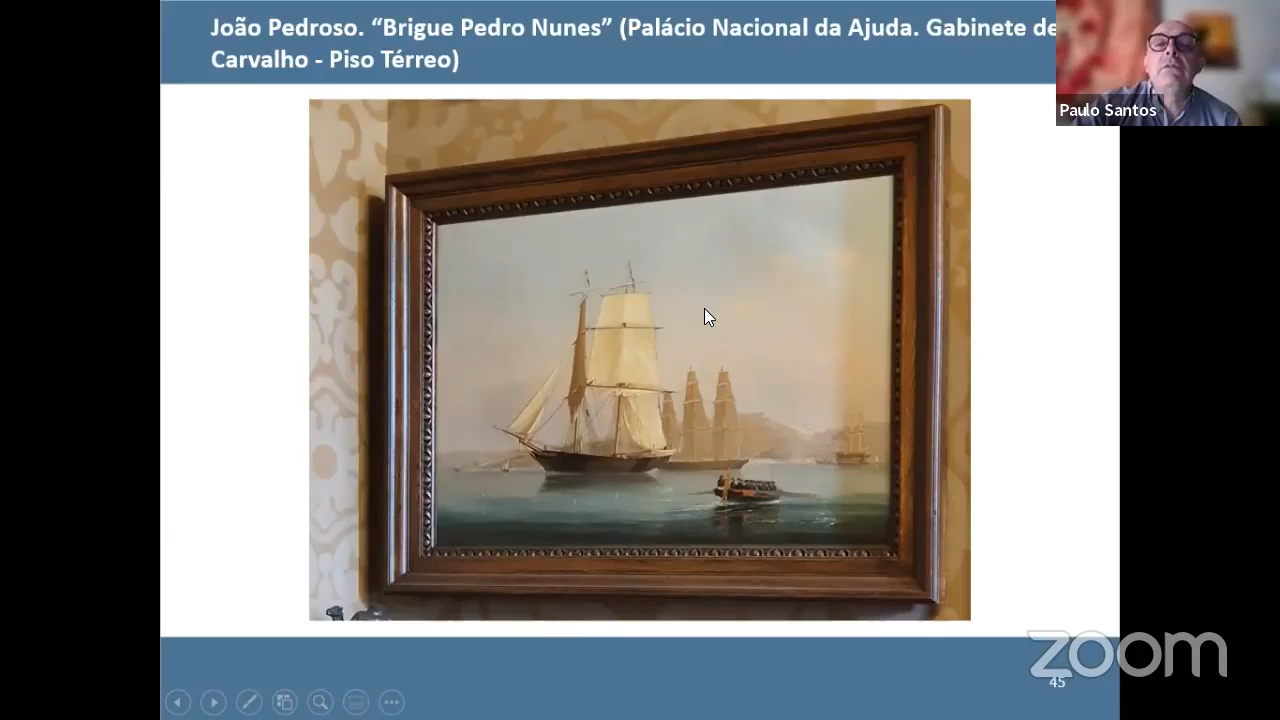 João Pedroso. “Brigue Pedro Nunes” (Palácio Nacional da Ajuda. Gabinete de
Carvalho - Piso Térreo)
Paulo Santos
zoom
45